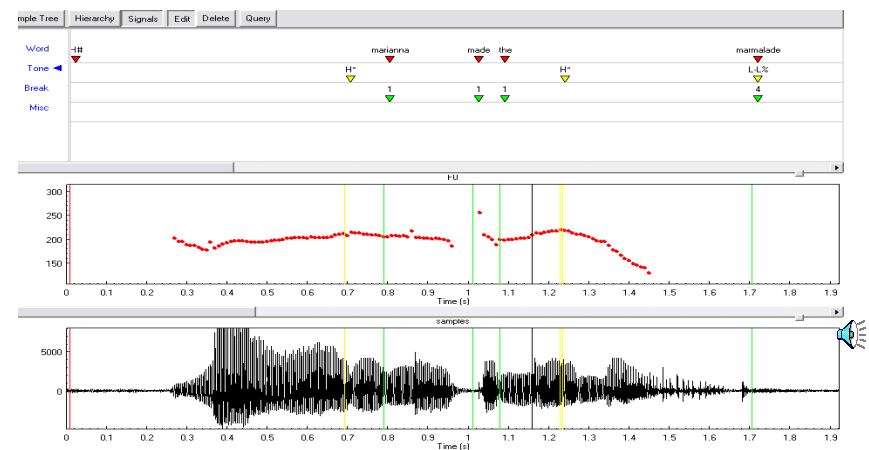 mple Tree Hierarchy Signals Edit Delete Query
Word H# marianna made the marmalade
Tone H* H* L-L%
Break 1 1 1 4
Misc
F0
300
250
200
150
0 0.1 0.2 0.3 0.4 0.5 0.6 0.7 0.8 0.9 1 1.1 1.2 1.3 1.4 1.5 1.6 1.7 1.8 1.9
Time (s)
samples
5000
0
0 0.1 0.2 0.3 0.4 0.5 0.6 0.7 0.8 0.9 1 1.1 1.2 1.3 1.4 1.5 1.6 1.7 1.8 1.9
Time (s)